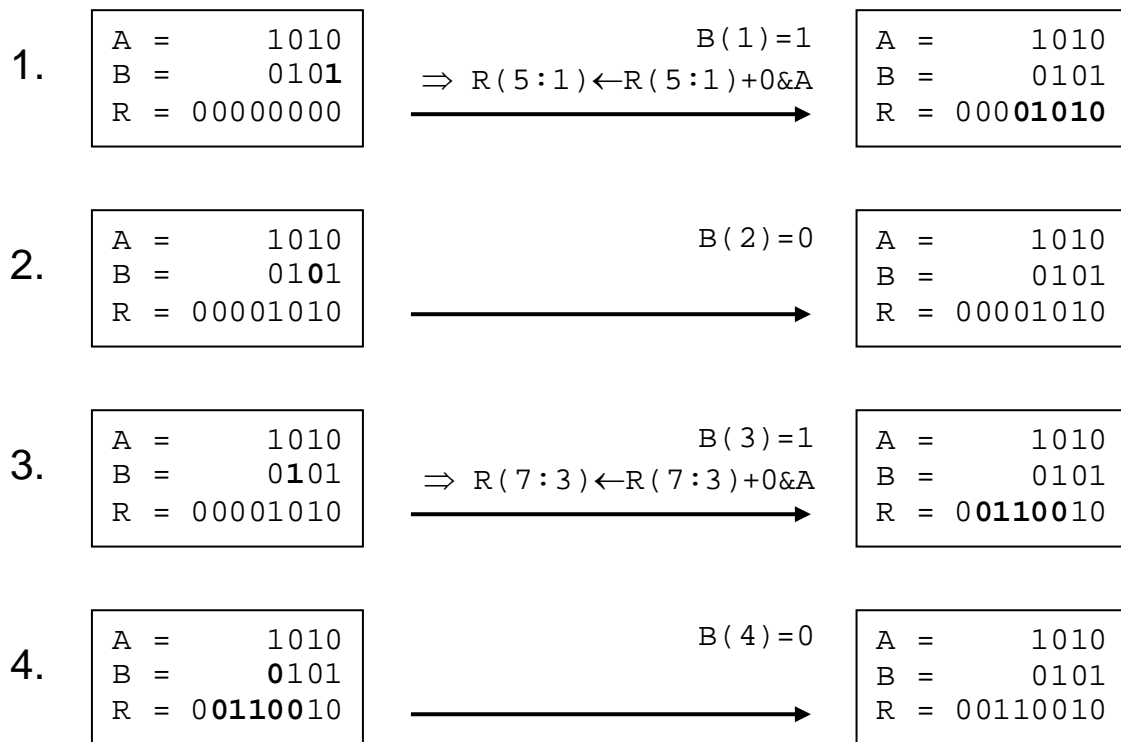 1.
A =     1010
B =     0101
R = 00000000
B(1)=1
⇒ R(5:1)←R(5:1)+0&A
A =     1010
B =     0101
R = 00001010
2.
A =     1010
B =     0101
R = 00001010
B(2)=0
A =     1010
B =     0101
R = 00001010
3.
A =     1010
B =     0101
R = 00001010
B(3)=1
⇒ R(7:3)←R(7:3)+0&A
A =     1010
B =     0101
R = 00110010
4.
A =     1010
B =     0101
R = 00110010
B(4)=0
A =     1010
B =     0101
R = 00110010